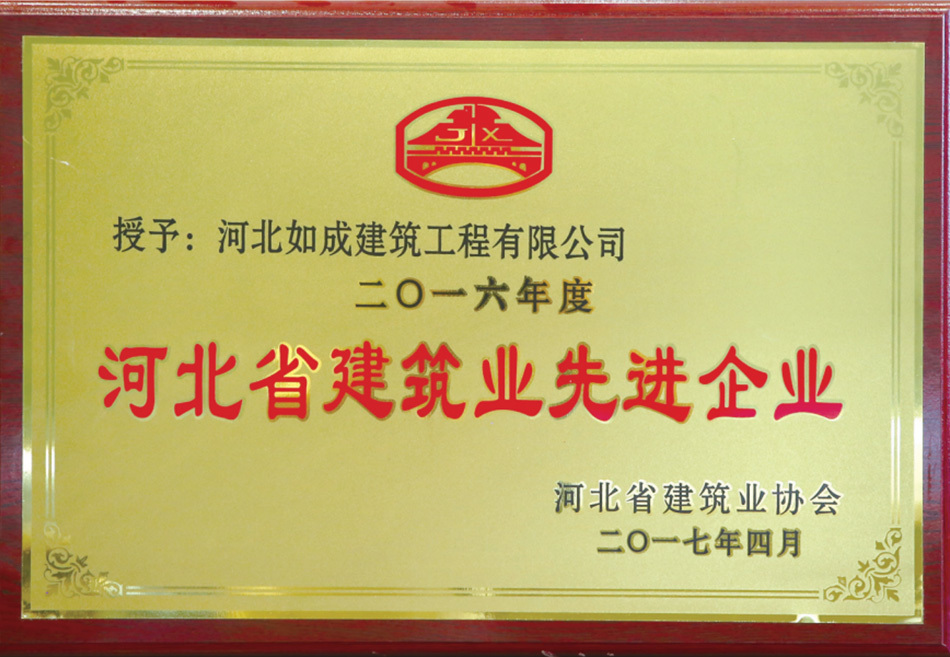 JX
授予：河北如成建筑工程有限公司
二〇一六年度
河北省建筑业先进企业
河北省建筑业协会
二〇一七年四月